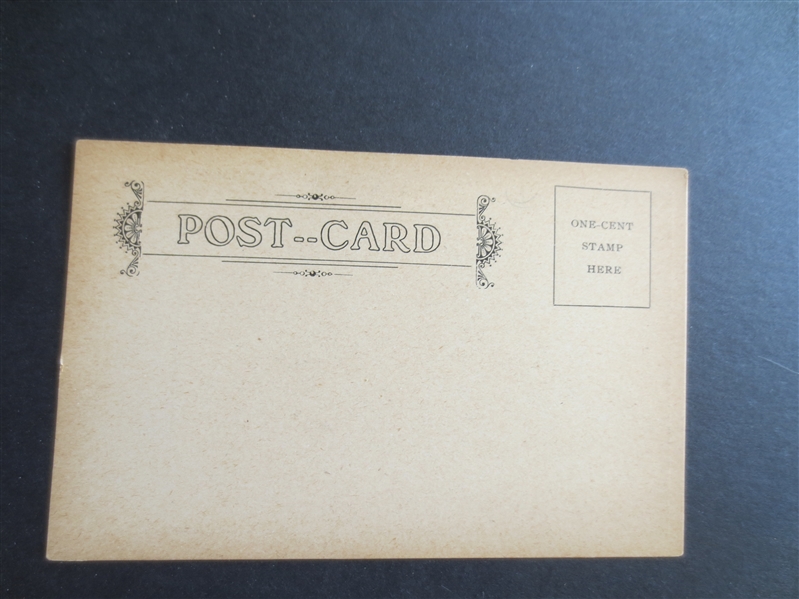 POST--CARD
ONE-CENT
STAMP
HERE